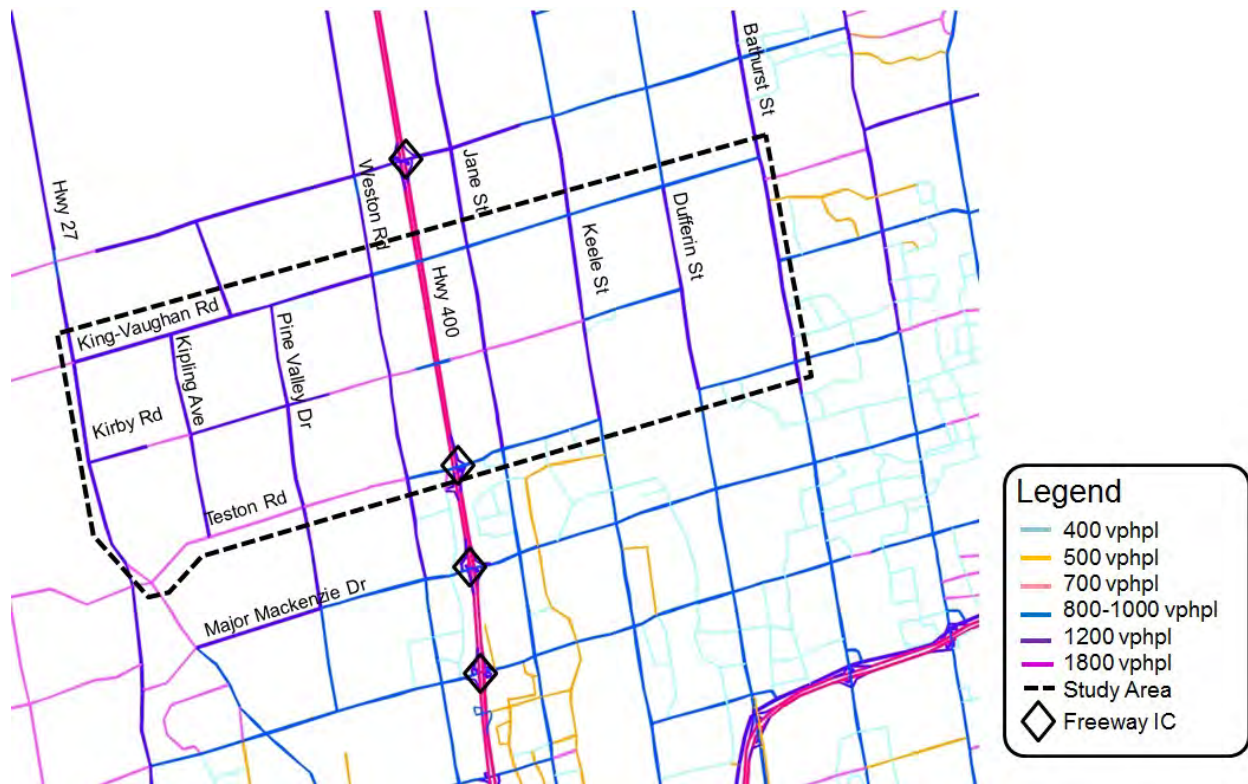 Bathurst St
Hwy 27
Weston Rd
Jane St
Keele St
Dufferin St
Hwy 400
King-Vaughan Rd
Kipling Ave
Pine Valley Dr
Kirby Rd
Teston Rd
Major Mackenzie Dr
Legend
400 vphpl
500 vphpl
700 vphpl
800-1000 vphpl
1200 vphpl
1800 vphpl
Study Area
Freeway IC